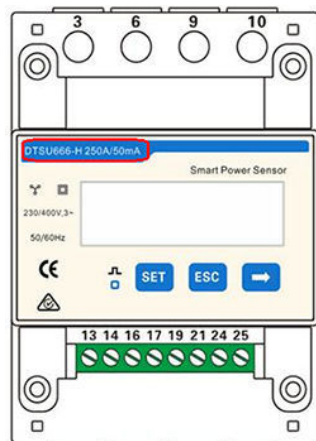 3 6 9 10
DTSU666-H 250A/50mA
Smart Power Sensor
230/400V,3~
50/60Hz
CE
SET ESC
13 14 16 17 19 21 24 25